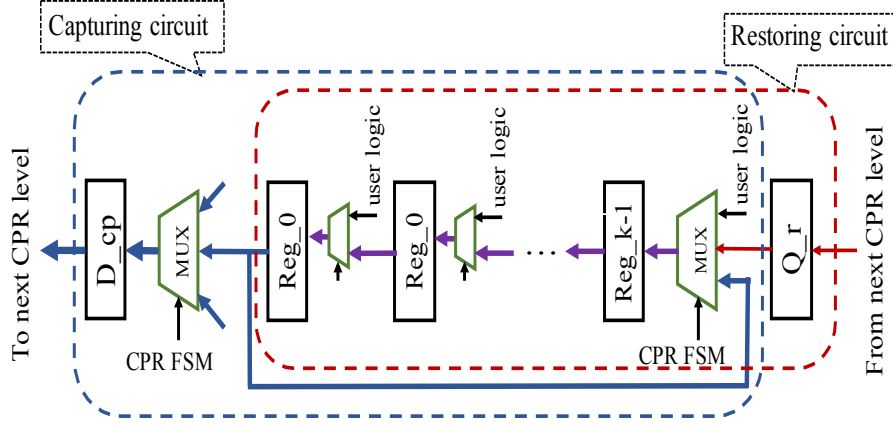 Capturing circuit
Restoring circuit
To next CPR level
D_cp
MUX
CPR FSM
Reg_0
user logic
Reg_0
user logic
...
Reg_k-1
MUX
user logic
CPR FSM
Q_r
From next CPR level